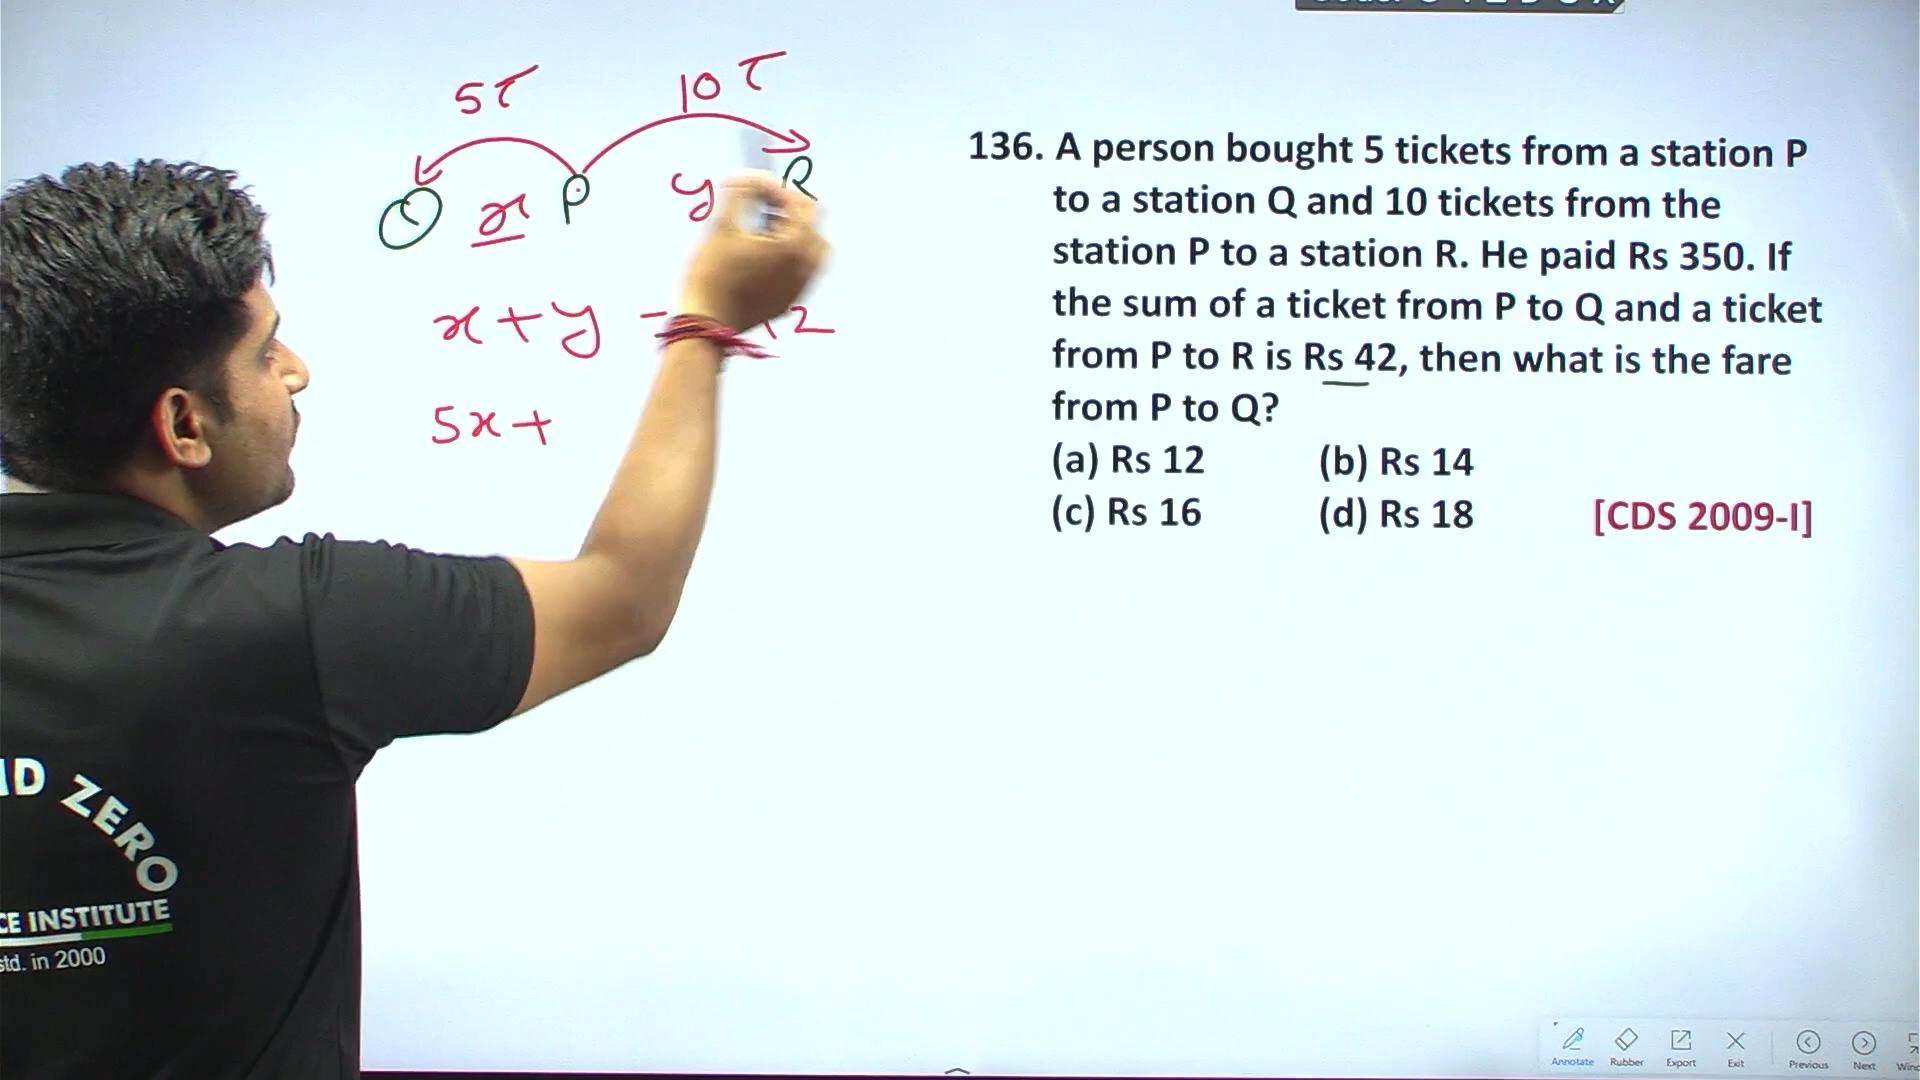 5T 10T
x P y R
x + y
5x +
136. A person bought 5 tickets from a station P
to a station Q and 10 tickets from the
station P to a station R. He paid Rs 350. If
the sum of a ticket from P to Q and a ticket
from P to R is Rs 42, then what is the fare
from P to Q?
(a) Rs 12 (b) Rs 14
(c) Rs 16 (d) Rs 18 [CDS 2009-I]
ZERO
INSTITUTE
in 2000
Annotate Rubber Export Exit Previous Next